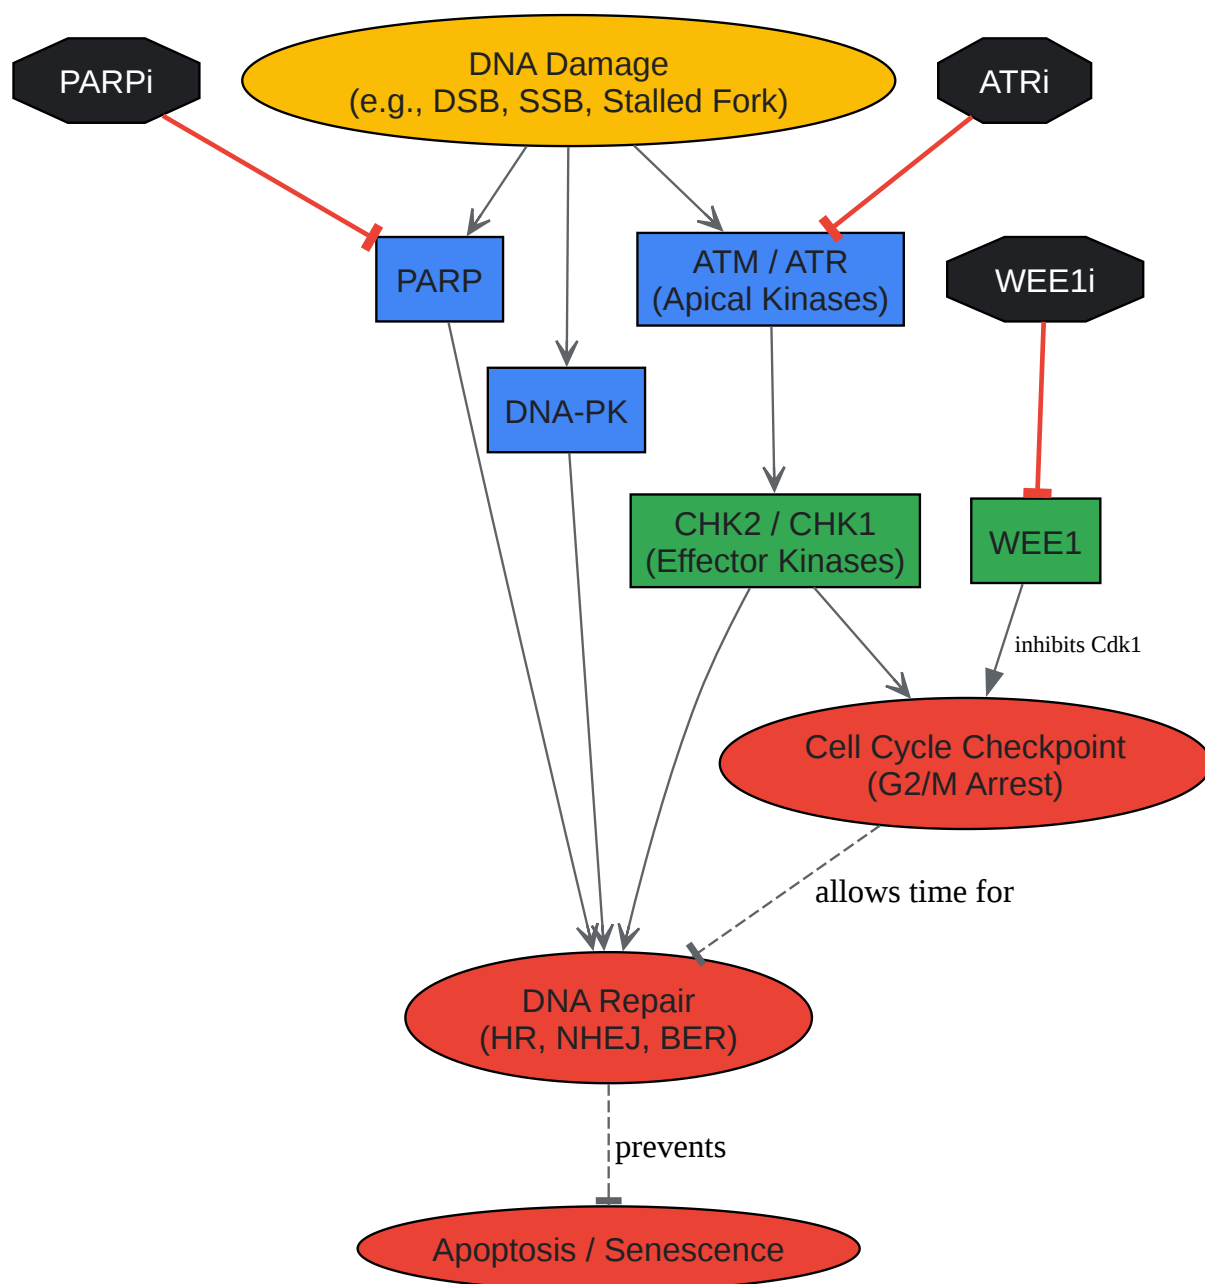 PARPi
DNA Damage
(e.g., DSB, SSB, Stalled Fork)
ATRi
PARP
ATM / ATR
(Apical Kinases)
WEE1i
DNA-PK
CHK2 / CHK1
(Effector Kinases)
WEE1
inhibits Cdk1
Cell Cycle Checkpoint
(G2/M Arrest)
allows time for
DNA Repair
(HR, NHEJ, BER)
prevents
Apoptosis / Senescence